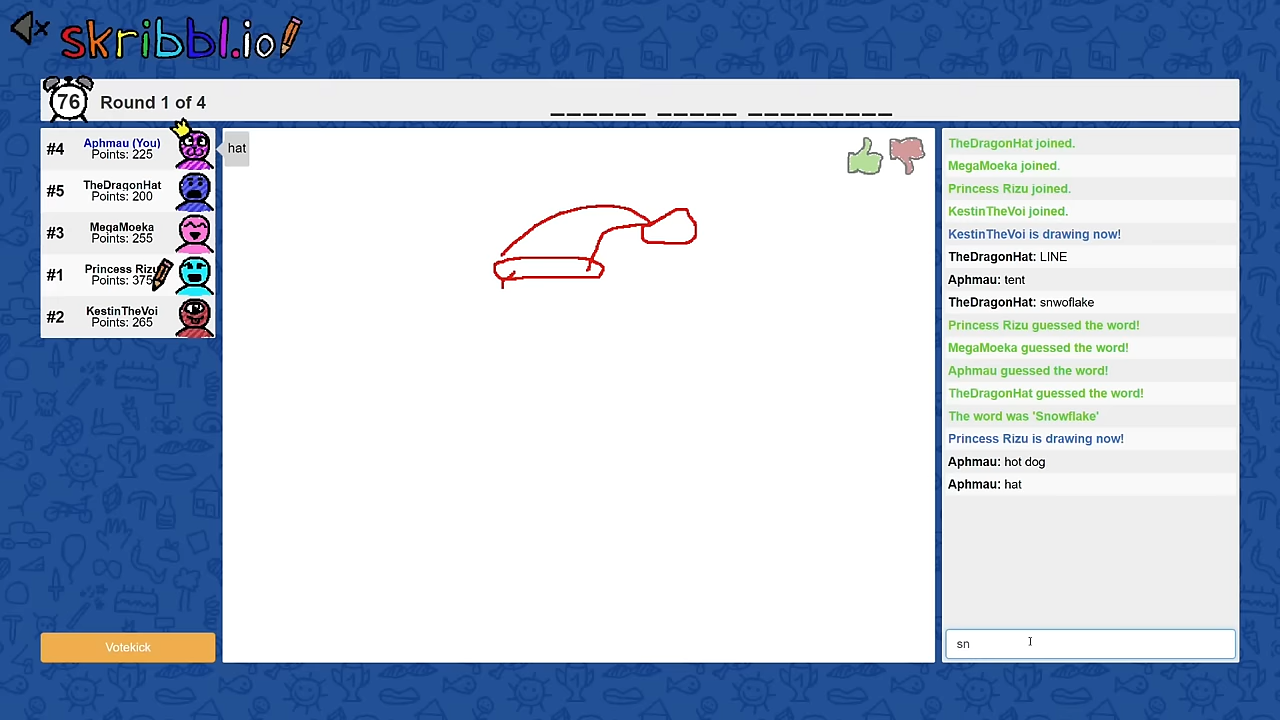 skribbl.io
76
Round 1 of 4
______ _____ _________
#4
Aphmau (You)
Points: 225
hat
#5
TheDragonHat
Points: 200
#3
MegaMoeka
Points: 255
#1
Princess Rizu
Points: 375
#2
KestinTheVoi
Points: 265
Votekick
TheDragonHat joined.
MegaMoeka joined.
Princess Rizu joined.
KestinTheVoi joined.
KestinTheVoi is drawing now!
TheDragonHat: LINE
Aphmau: tent
TheDragonHat: snwoflake
Princess Rizu guessed the word!
MegaMoeka guessed the word!
Aphmau guessed the word!
TheDragonHat guessed the word!
The word was 'Snowflake'
Princess Rizu is drawing now!
Aphmau: hot dog
Aphmau: hat
sn